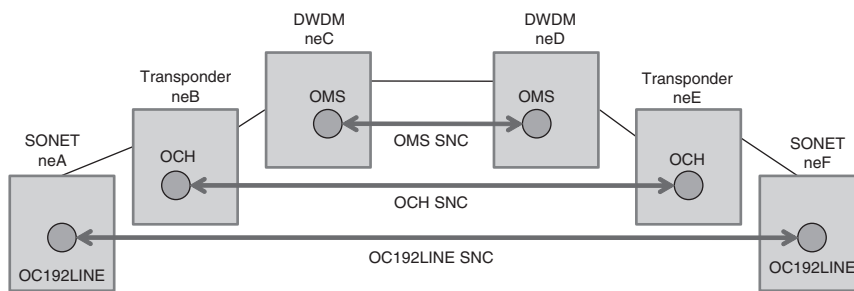 DWDM
neC
DWDM
neD
Transponder
neB
OMS
OMS
Transponder
neE
SONET
neA
OMS SNC
SONET
neF
OCH
OCH
OCH SNC
OC192LINE
OC192LINE SNC
OC192LINE